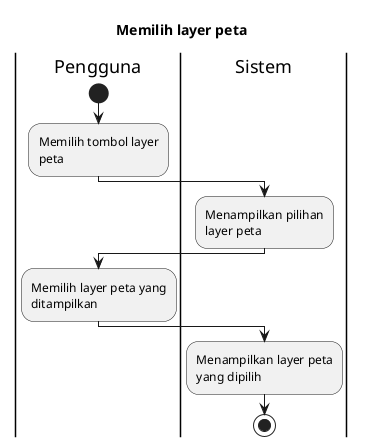 Memilih layer peta
Pengguna
Sistem
Memilih tombol layer
peta
Menampilkan pilihan
layer peta
Memilih layer peta yang
ditampilkan
Menampilkan layer peta
yang dipilih